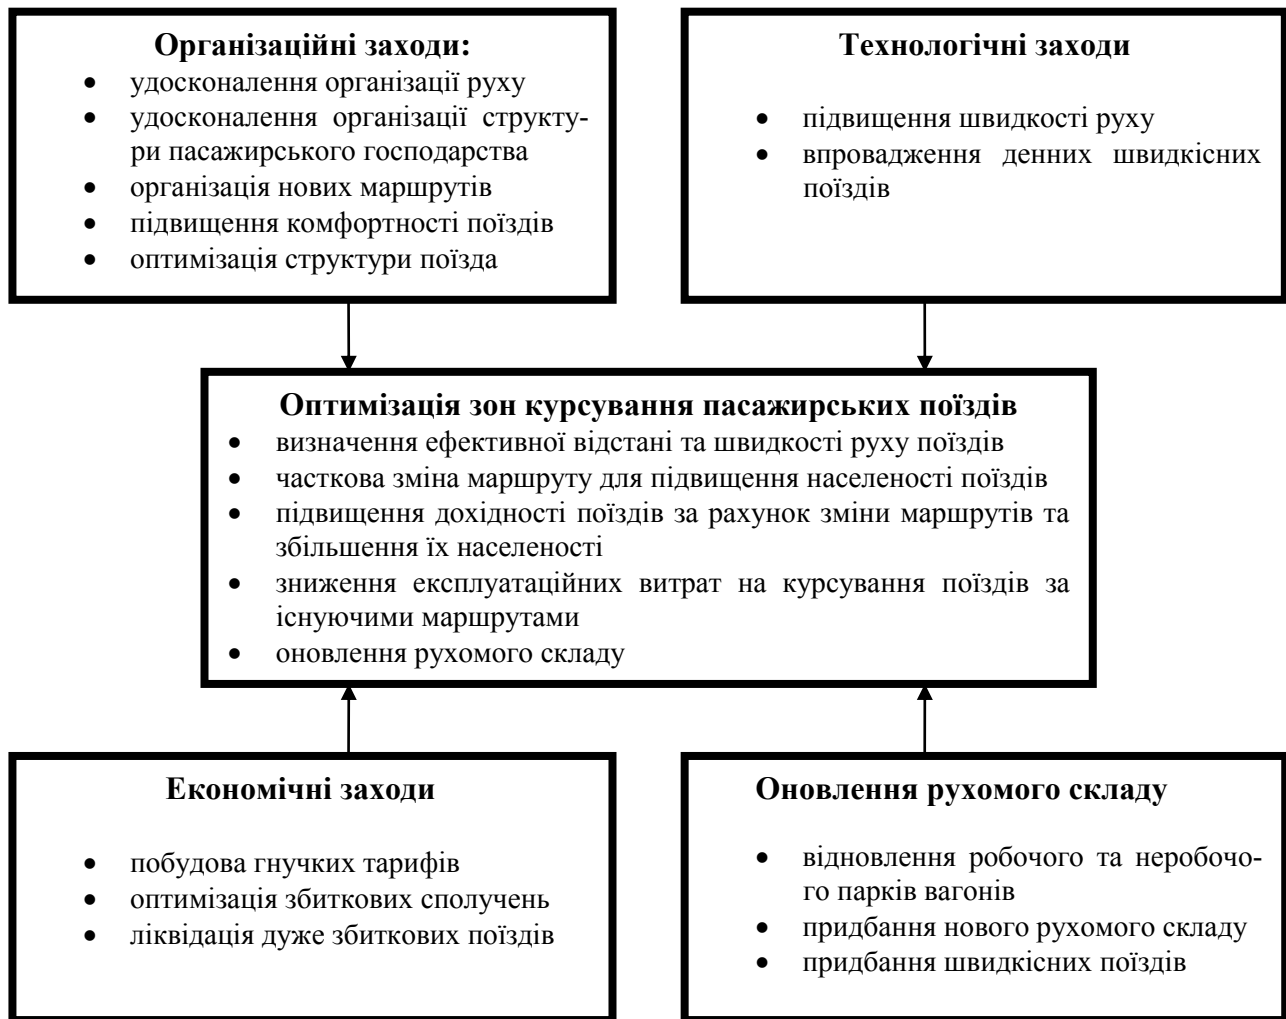 Організаційні заходи:
• удосконалення організації руху
• удосконалення організації структу-
ри пасажирського господарства
• організація нових маршрутів
• підвищення комфортності поїздів
• оптимізація структури поїзда
Технологічні заходи
• підвищення швидкості руху
• впровадження денних швидкісних
поїздів
Оптимізація зон курсування пасажирських поїздів
• визначення ефективної відстані та швидкості руху поїздів
• часткова зміна маршруту для підвищення населеності поїздів
• підвищення дохідності поїздів за рахунок зміни маршрутів та
збільшення їх населеності
• зниження експлуатаційних витрат на курсування поїздів за
існуючими маршрутами
• оновлення рухомого складу
Економічні заходи
• побудова гнучких тарифів
• оптимізація збиткових сполучень
• ліквідація дуже збиткових поїздів
Оновлення рухомого складу
• відновлення робочого та неробочо-
го парків вагонів
• придбання нового рухомого складу
• придбання швидкісних поїздів